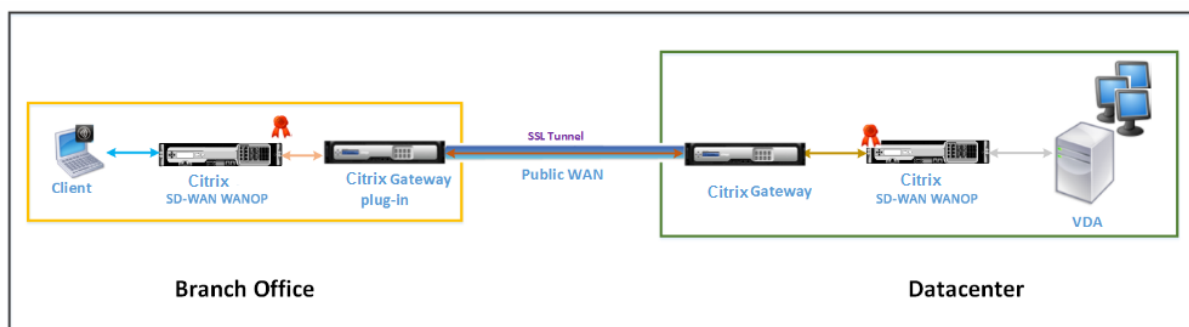 SSL Tunnel
Public WAN
Client
Citrix
SD-WAN WANOP
Citrix Gateway
plug-In
Citrix Gateway
Citrix
SD-WAN WANOP
VDA
Branch Office
Datacenter